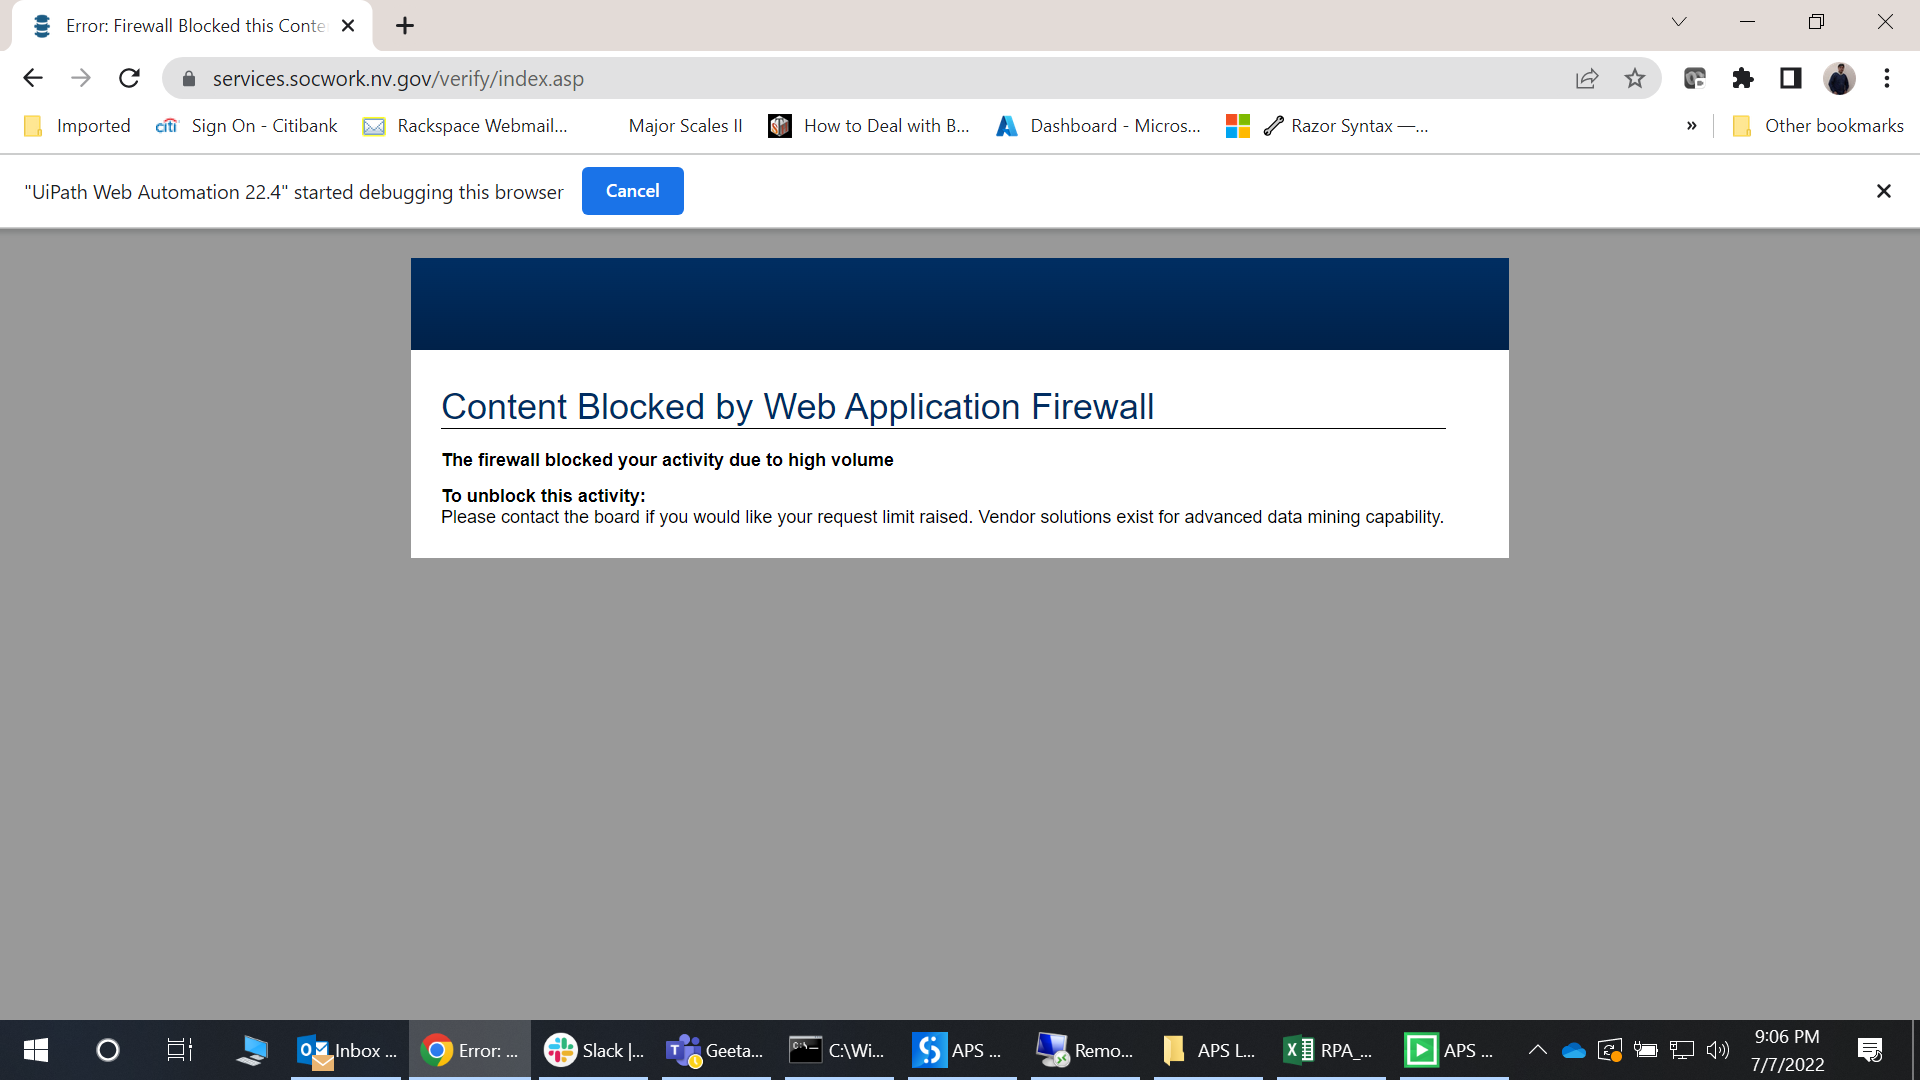 Error: Firewall Blocked this Conte
services.socwork.nv.gov/verify/index.asp
Imported
citi
Sign On - Citibank
Rackspace Webmail...
Major Scales II
How to Deal with B...
Dashboard - Micros...
Razor Syntax —...
»
Other bookmarks
"UiPath Web Automation 22.4" started debugging this browser
Cancel
Content Blocked by Web Application Firewall
The firewall blocked your activity due to high volume
To unblock this activity:
Please contact the board if you would like your request limit raised. Vendor solutions exist for advanced data mining capability.
Inbox ...
Error: ...
Slack |...
Geeta...
C:\Wi...
APS ...
Remo...
APS L...
RPA_...
APS ...
9:06 PM
7/7/2022